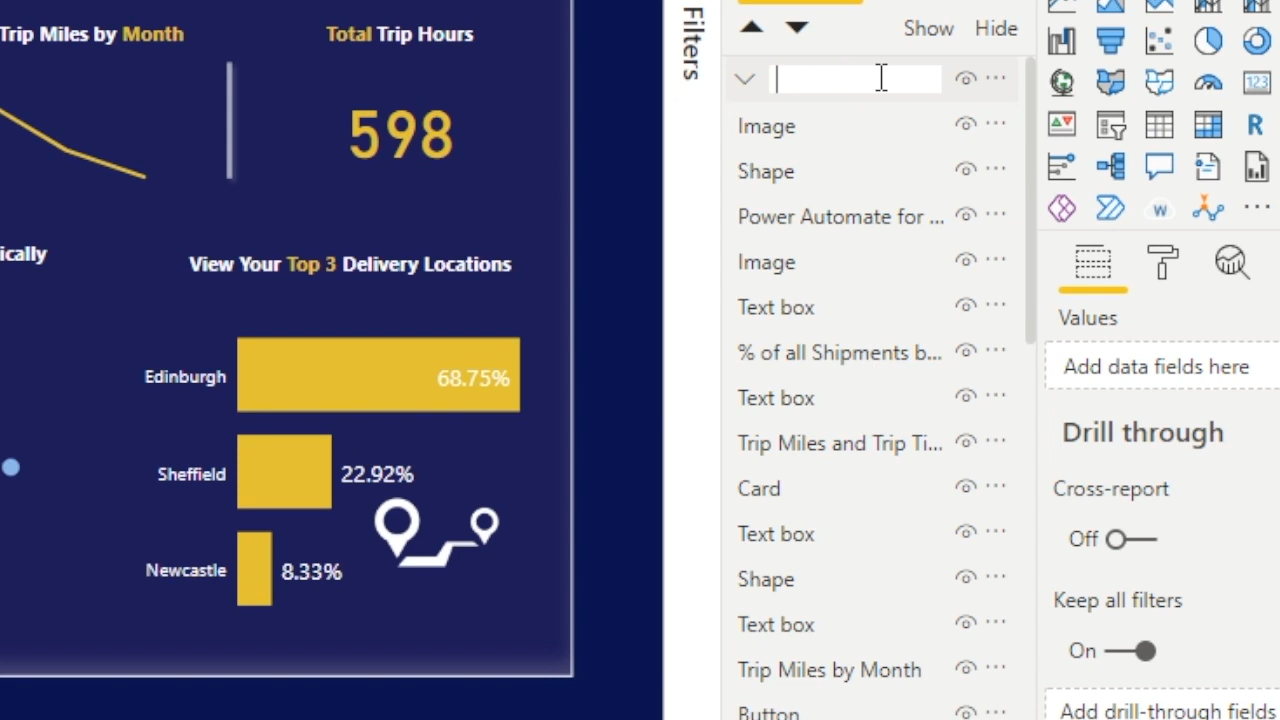 Trip Miles by Month
Total Trip Hours
598
ically
View Your Top 3 Delivery Locations
Edinburgh
68.75%
Sheffield
22.92%
Newcastle
8.33%
Filters
Show Hide
Image
Shape
Power Automate for ...
Image
Text box
% of all Shipments b...
Text box
Trip Miles and Trip Ti...
Card
Text box
Shape
Text box
Trip Miles by Month
Button
123
R
W
Values
Add data fields here
Drill through
Cross-report
Off
Keep all filters
On
Add drill-through fields